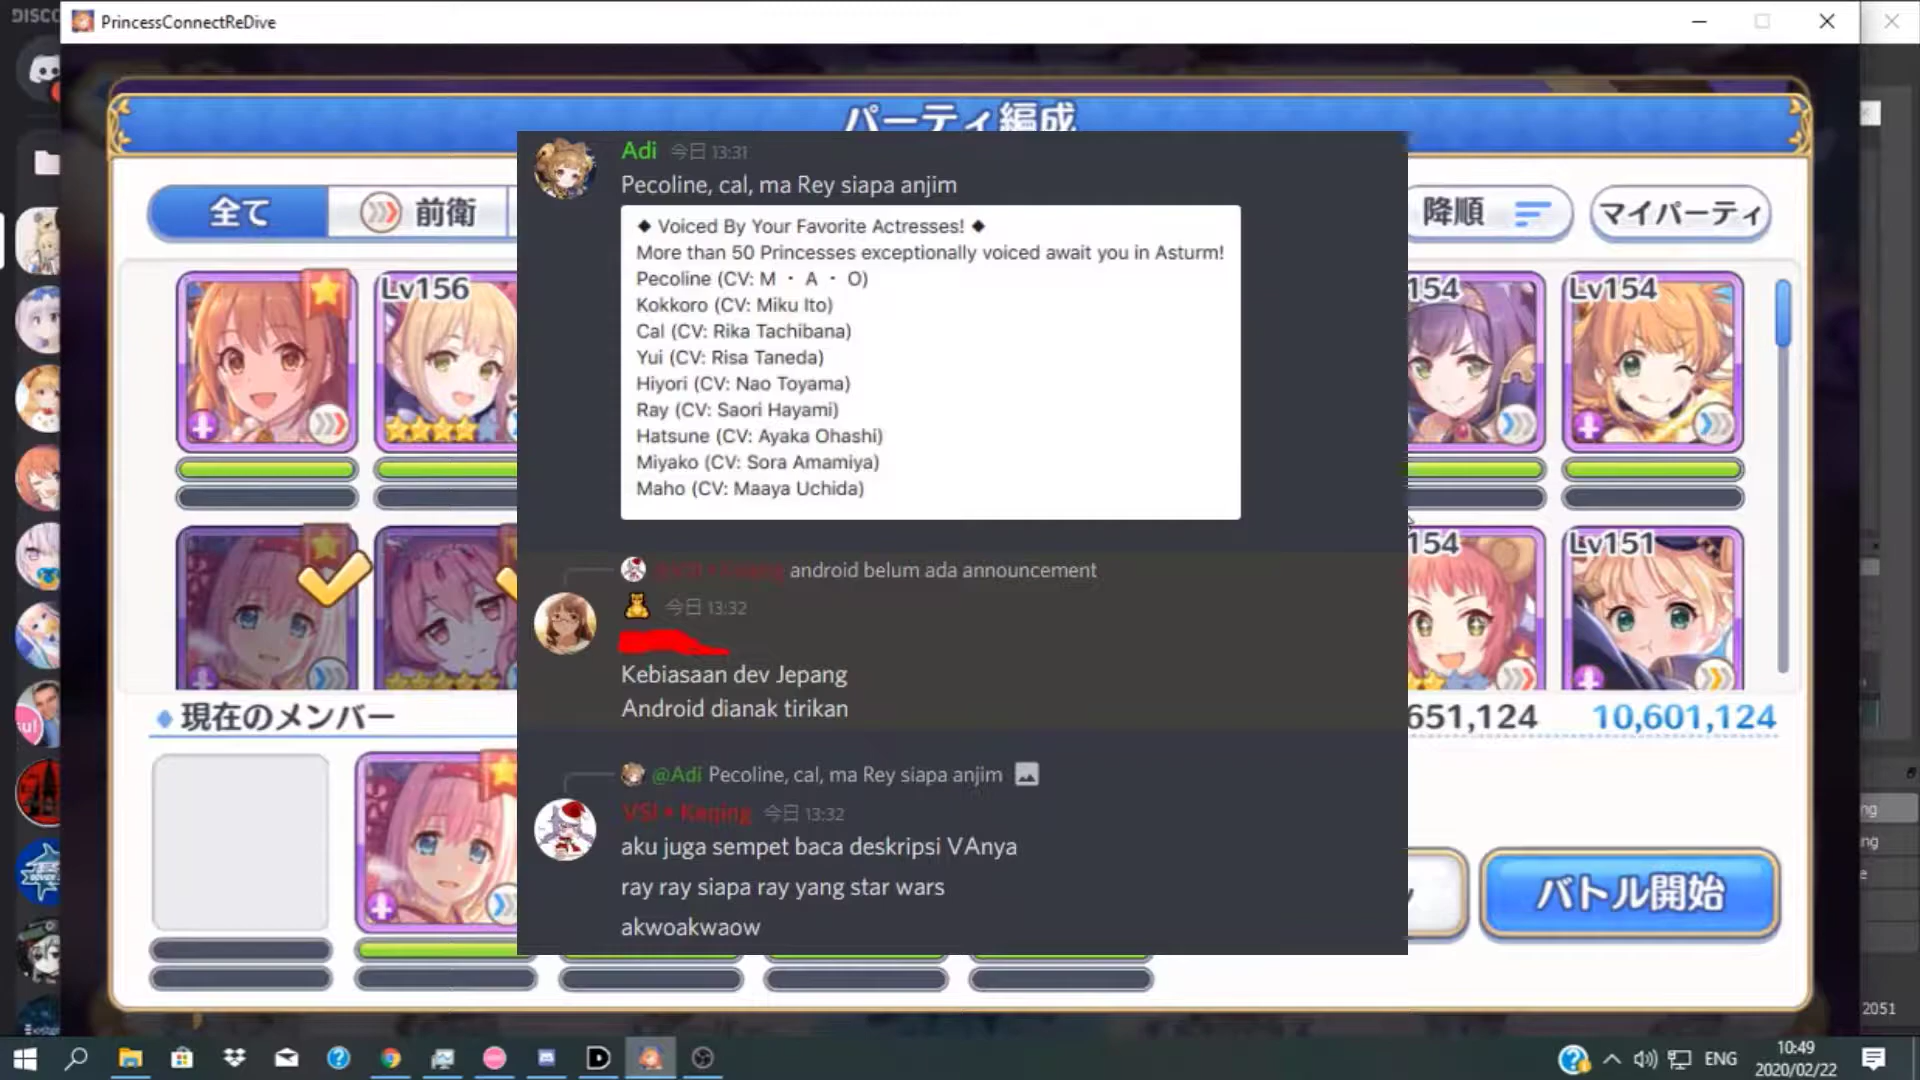 DISCO
PrincessConnectReDive
パーティ編成
全て
前衛
降順
マイパーティ
Lv156
154
Lv154
154
Lv151
Adi 今日 13:31
Pecoline, cal, ma Rey siapa anjim
◆ Voiced By Your Favorite Actresses! ◆
More than 50 Princesses exceptionally voiced await you in Asturm!
Pecoline (CV: M ・ A ・ O)
Kokkoro (CV: Miku Ito)
Cal (CV: Rika Tachibana)
Yui (CV: Risa Taneda)
Hiyori (CV: Nao Toyama)
Ray (CV: Saori Hayami)
Hatsune (CV: Ayaka Ohashi)
Miyako (CV: Sora Amamiya)
Maho (CV: Maaya Uchida)
android belum ada announcement
今日 13:32
Kebiasaan dev Jepang
Android dianak tirikan
@Adi Pecoline, cal, ma Rey siapa anjim
VSI • Keqing 今日 13:32
aku juga sempet baca deskripsi VAnya
ray ray siapa ray yang star wars
akwoakwaow
現在のメンバー
651,124 10,601,124
バトル開始
ng
ng
e
2051
ENG
10:49
2020/02/22